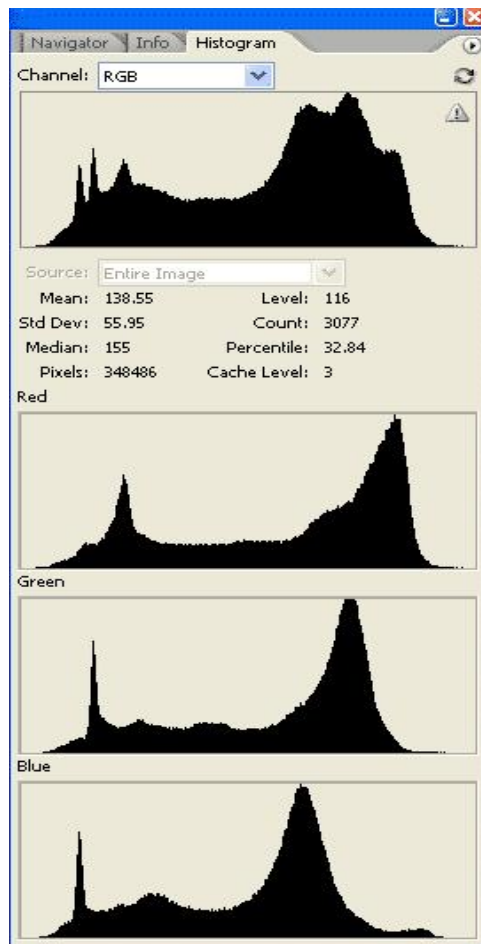 Navigator Info Histogram
Channel: RGB
Source: Entire Image
Mean: 138.55 Level: 116
Std Dev: 55.95 Count: 3077
Median: 155 Percentile: 32.84
Pixels: 348486 Cache Level: 3
Red
Green
Blue